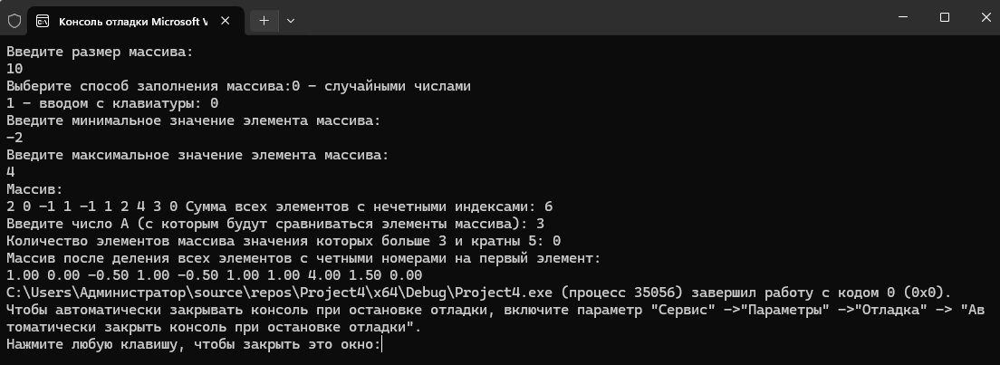 Консоль отладки Microsoft V
Введите размер массива:
10
Выберите способ заполнения массива:0 - случайными числами
1 - вводом с клавиатуры: 0
Введите минимальное значение элемента массива:
-2
Введите максимальное значение элемента массива:
4
Массив:
2 0 -1 1 -1 1 2 4 3 0 Сумма всех элементов с нечетными индексами: 6
Введите число A (с которым будут сравниваться элементы массива): 3
Количество элементов массива значения которых больше 3 и кратны 5: 0
Массив после деления всех элементов с четными номерами на первый элемент:
1.00 0.00 -0.50 1.00 -0.50 1.00 1.00 4.00 1.50 0.00
C:\Users\Администратор\source\repos\Project4\x64\Debug\Project4.exe (процесс 35056) завершил работу с кодом 0 (0x0).
Чтобы автоматически закрывать консоль при остановке отладки, включите параметр "Сервис" ->"Параметры" ->"Отладка" -> "Ав
томатически закрыть консоль при остановке отладки".
Нажмите любую клавишу, чтобы закрыть это окно: